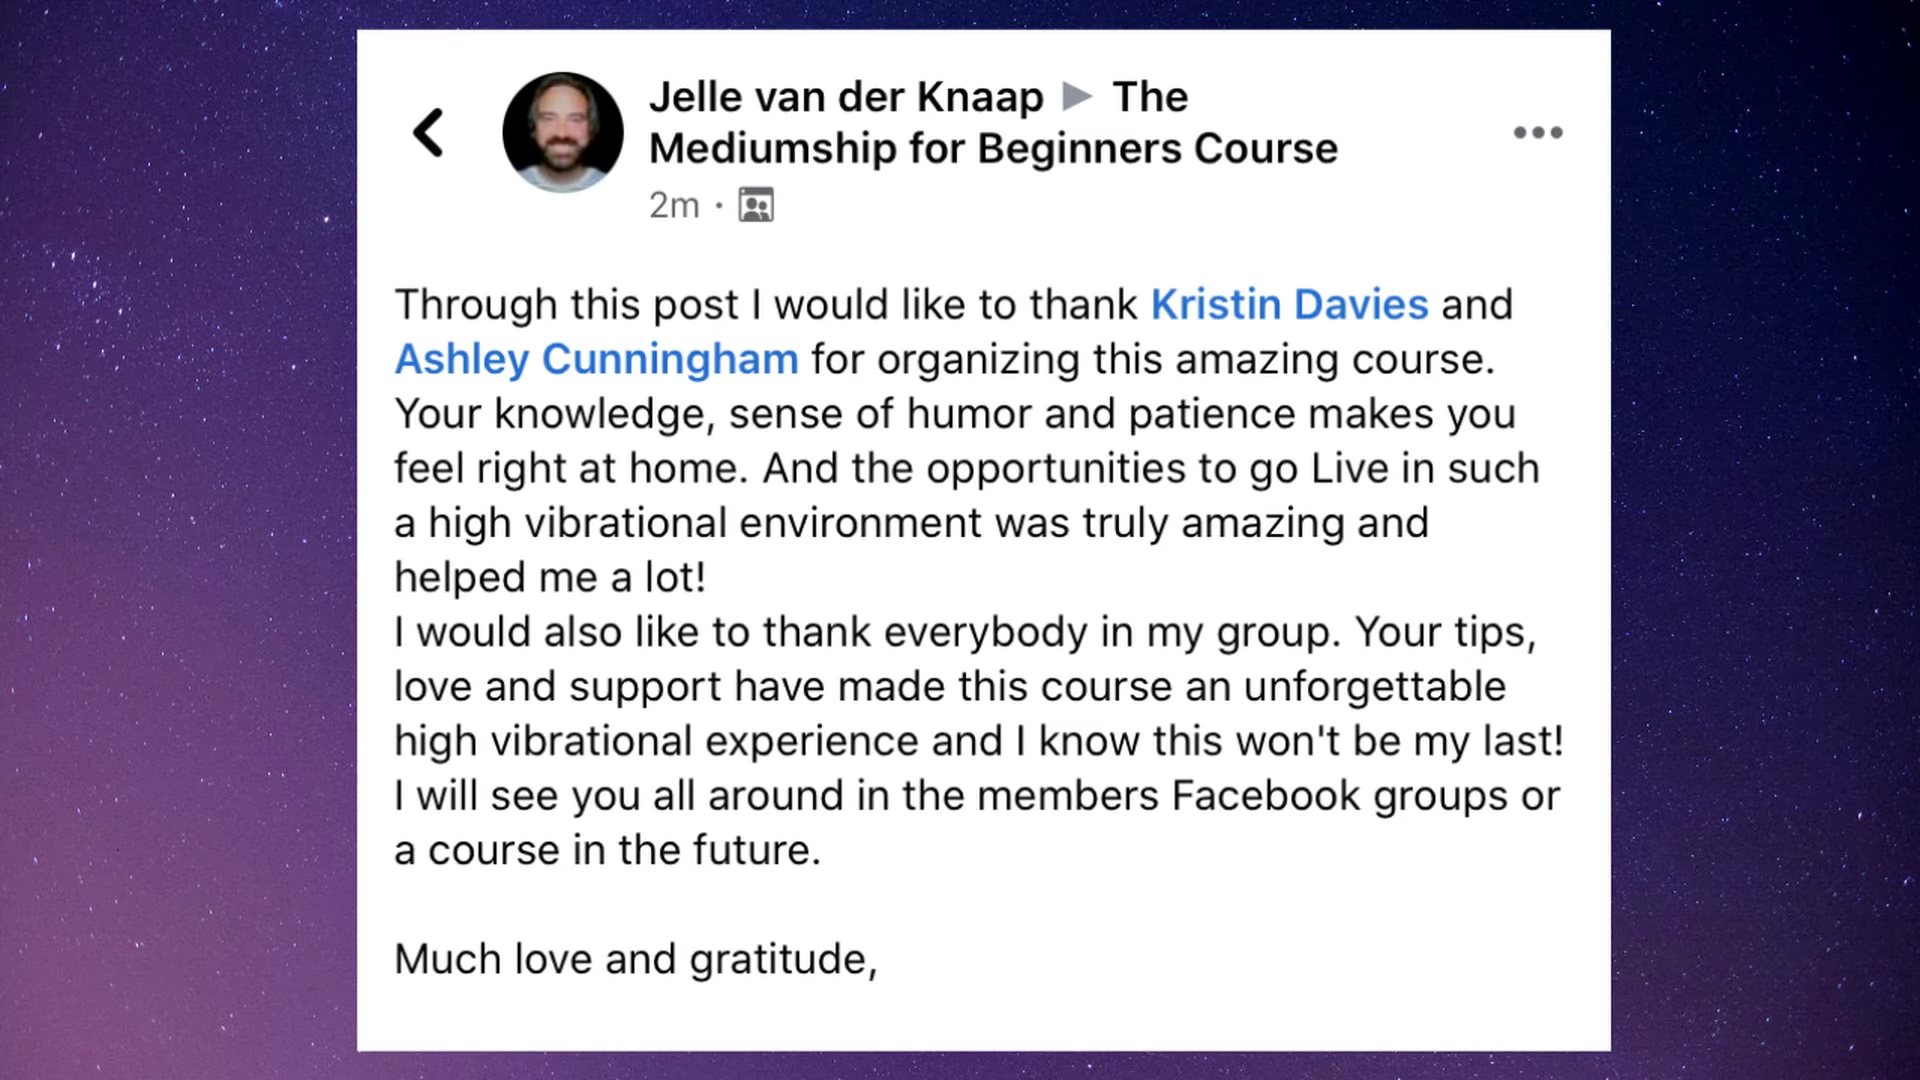 Jelle van der Knaap ▶ The
Mediumship for Beginners Course
2m ·
Through this post I would like to thank Kristin Davies and
Ashley Cunningham for organizing this amazing course.
Your knowledge, sense of humor and patience makes you
feel right at home. And the opportunities to go Live in such
a high vibrational environment was truly amazing and
helped me a lot!
I would also like to thank everybody in my group. Your tips,
love and support have made this course an unforgettable
high vibrational experience and I know this won't be my last!
I will see you all around in the members Facebook groups or
a course in the future.
Much love and gratitude,